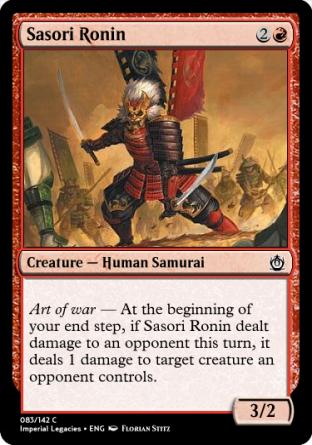 Sasori Ronin 2
Creature — Human Samurai
Art of war — At the beginning of
your end step, if Sasori Ronin dealt
damage to an opponent this turn, it
deals 1 damage to target creature an
opponent controls.
3/2
083/142 C
Imperial Legacies • ENG Florian Stitz